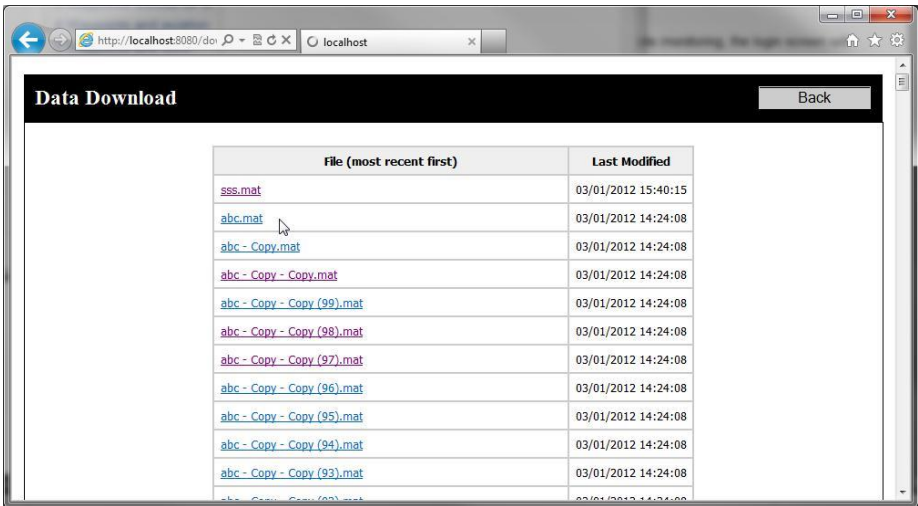 http://localhost:8080/do
localhost
Data Download
Back
File (most recent first) Last Modified
sss.mat 03/01/2012 15:40:15
abc.mat 03/01/2012 14:24:08
abc - Copy.mat 03/01/2012 14:24:08
abc - Copy - Copy.mat 03/01/2012 14:24:08
abc - Copy - Copy (99).mat 03/01/2012 14:24:08
abc - Copy - Copy (98).mat 03/01/2012 14:24:08
abc - Copy - Copy (97).mat 03/01/2012 14:24:08
abc - Copy - Copy (96).mat 03/01/2012 14:24:08
abc - Copy - Copy (95).mat 03/01/2012 14:24:08
abc - Copy - Copy (94).mat 03/01/2012 14:24:08
abc - Copy - Copy (93).mat 03/01/2012 14:24:08